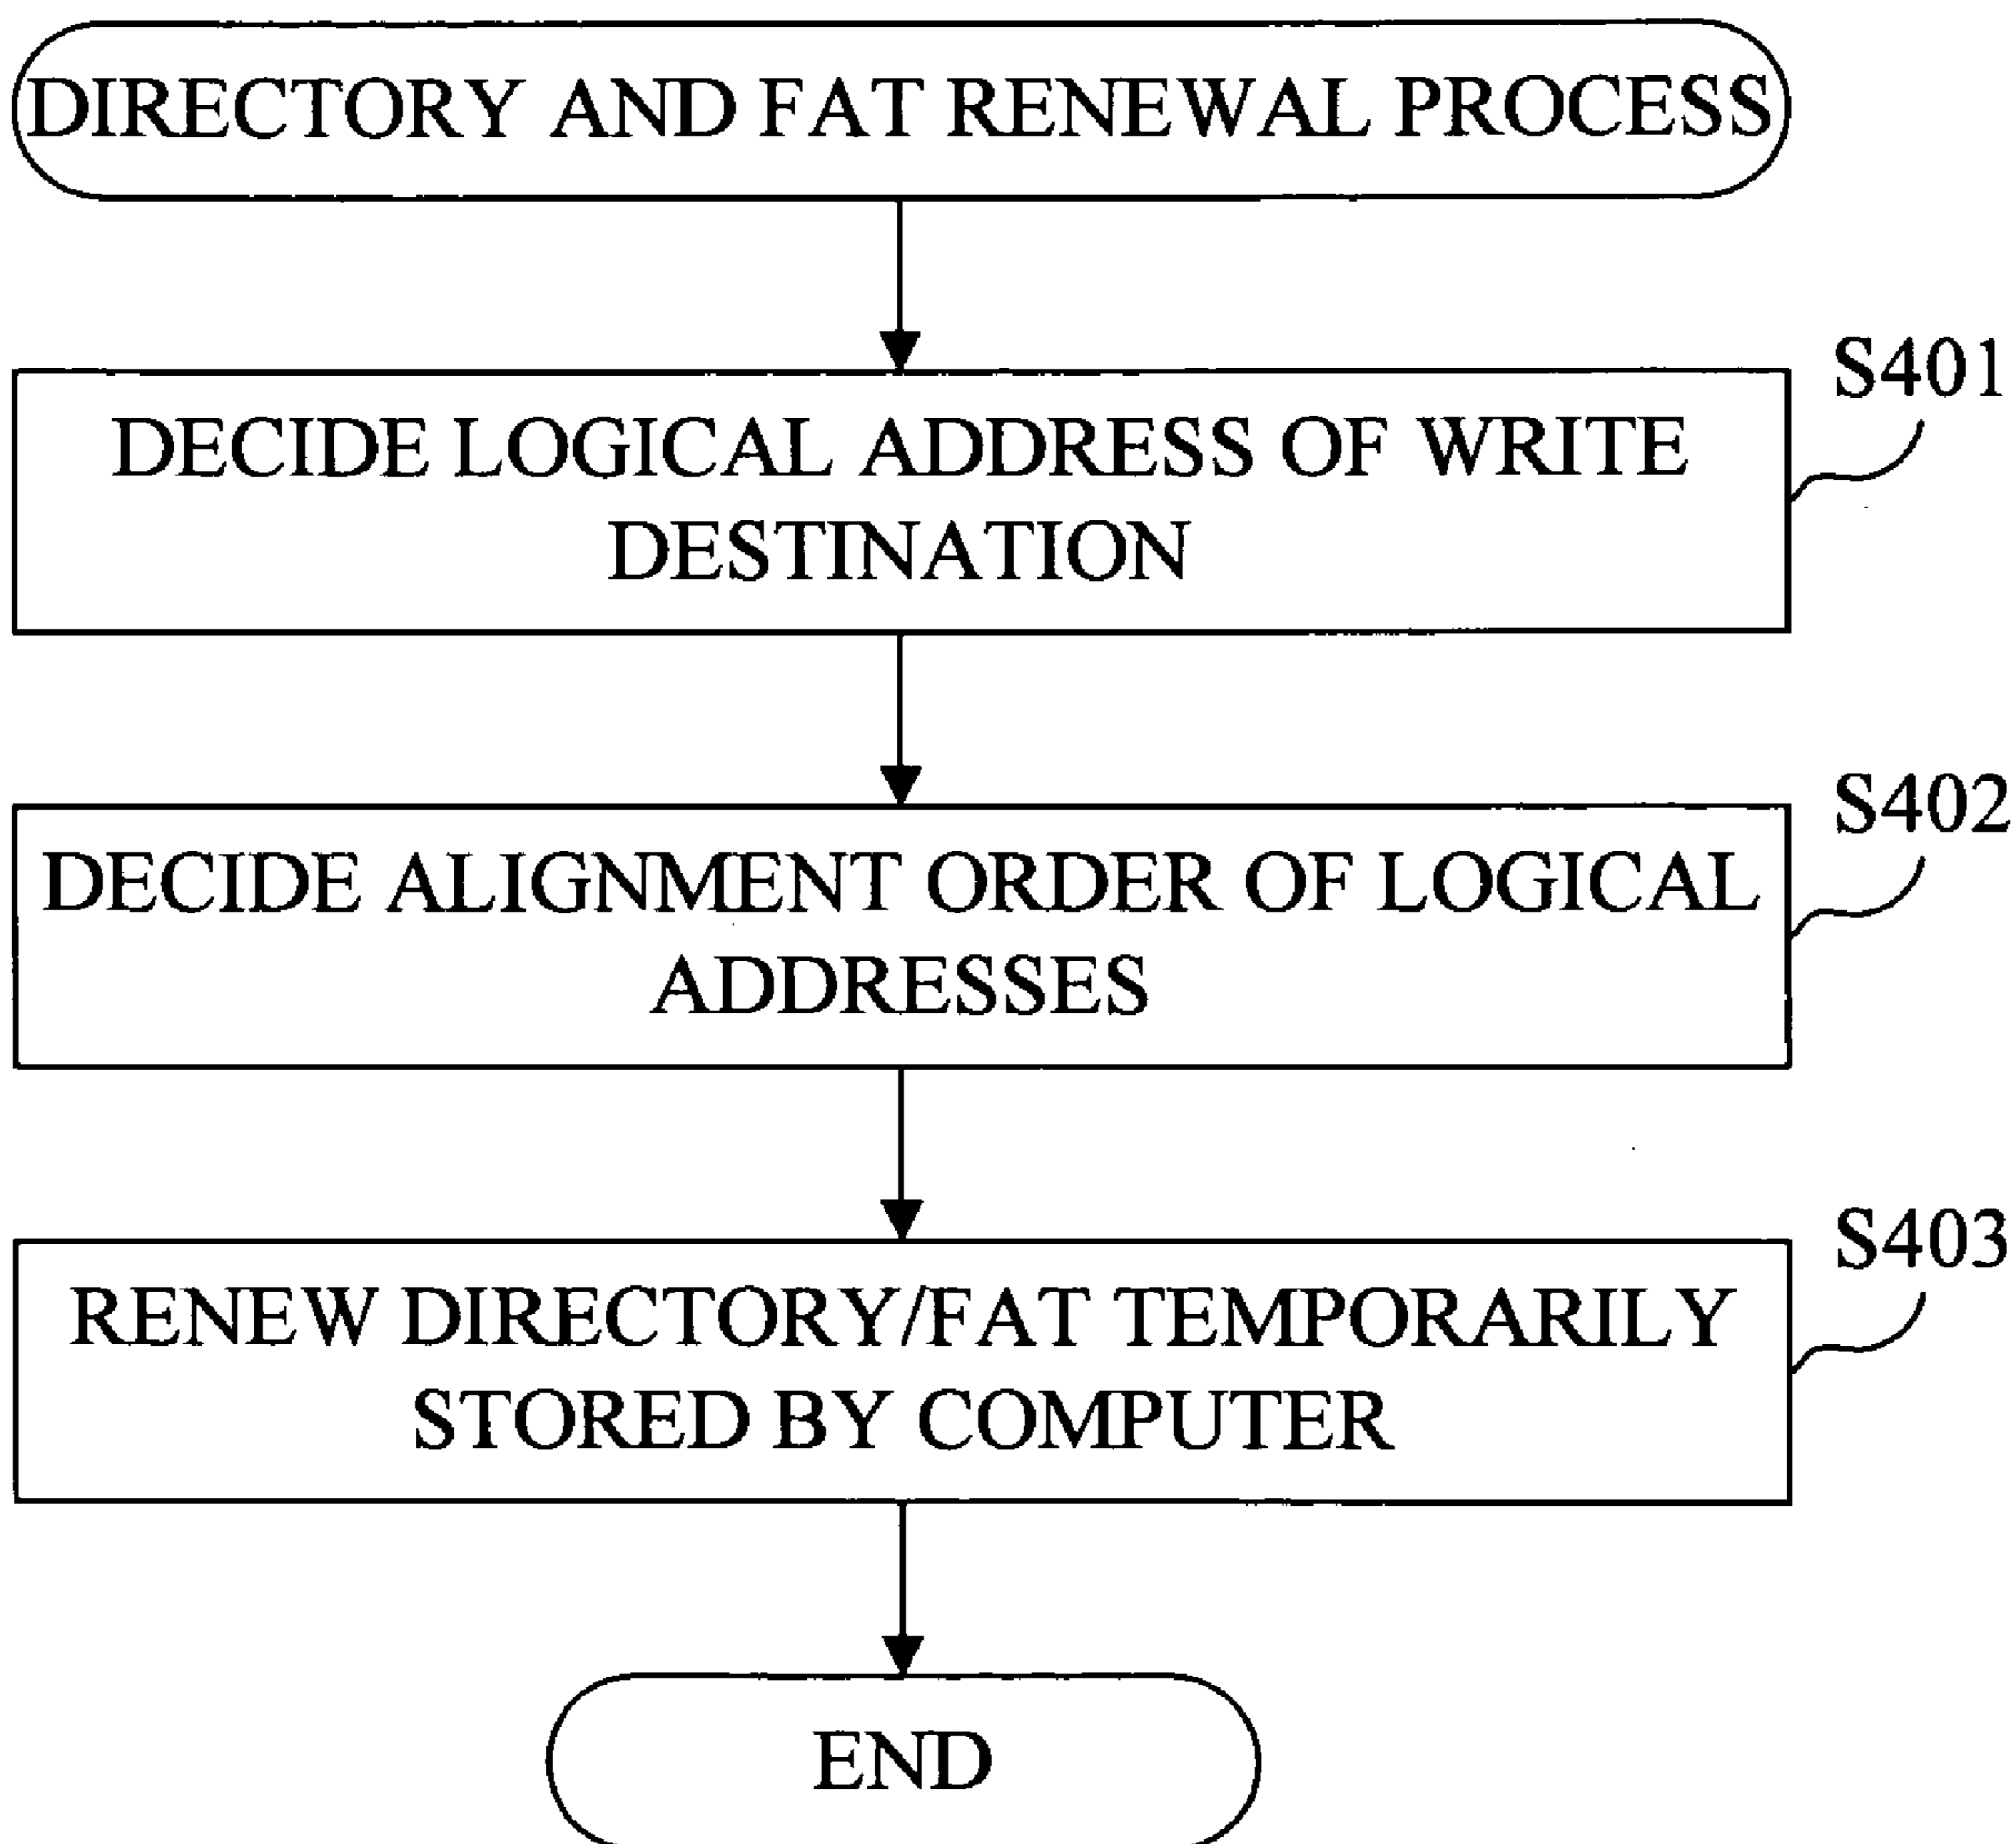 DIRECTORY AND FAT RENEWAL PROCESS
S401
DECIDE LOGICAL ADDRESS OF WRITE
DESTINATION
S402
DECIDE ALIGNMENT ORDER OF LOGICAL
ADDRESSES
S403
RENEW DIRECTORY/FAT TEMPORARILY
STORED BY COMPUTER
END